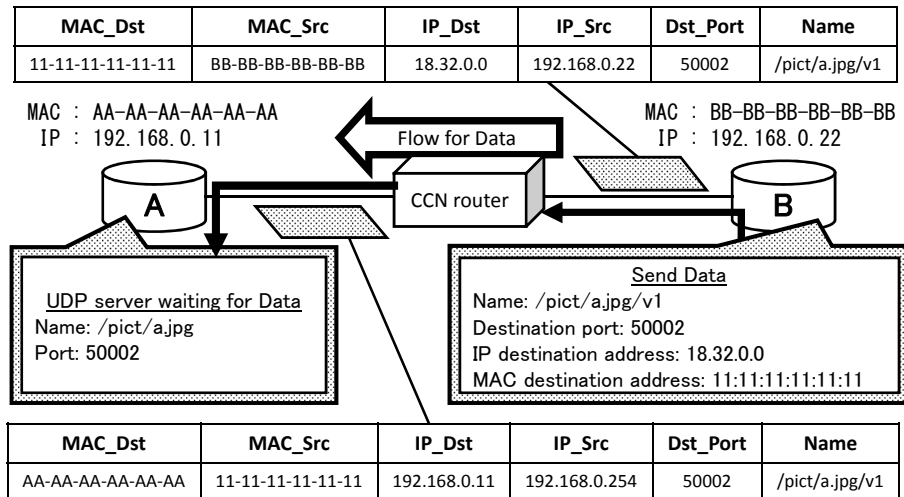 MAC_Dst MAC_Src IP_Dst IP_Src Dst_Port Name
11-11-11-11-11-11 BB-BB-BB-BB-BB-BB 18.32.0.0 192.168.0.22 50002 /pict/a.jpg/v1
MAC : AA-AA-AA-AA-AA-AA
IP : 192.168.0.11
MAC : BB-BB-BB-BB-BB-BB
IP : 192.168.0.22
Flow for Data
A
CCN router
B
UDP server waiting for Data
Name: /pict/a.jpg
Port: 50002
Send Data
Name: /pict/a.jpg/v1
Destination port: 50002
IP destination address: 18.32.0.0
MAC destination address: 11:11:11:11:11:11
MAC_Dst MAC_Src IP_Dst IP_Src Dst_Port Name
AA-AA-AA-AA-AA-AA 11-11-11-11-11-11 192.168.0.11 192.168.0.254 50002 /pict/a.jpg/v1